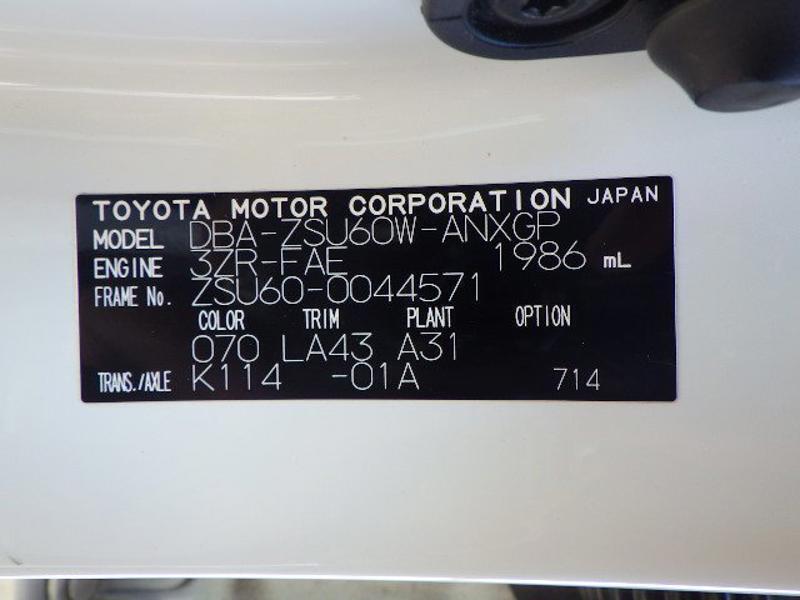 TOYOTA MOTOR CORPORATION JAPAN
MODEL DBA-ZSU60W-ANXGP
ENGINE 3ZR-FAE 1986 mL
FRAME No. ZSU60-0044571
COLOR TRIM PLANT OPTION
070 LA43 A31
TRANS./AXLE K114 -01A 714